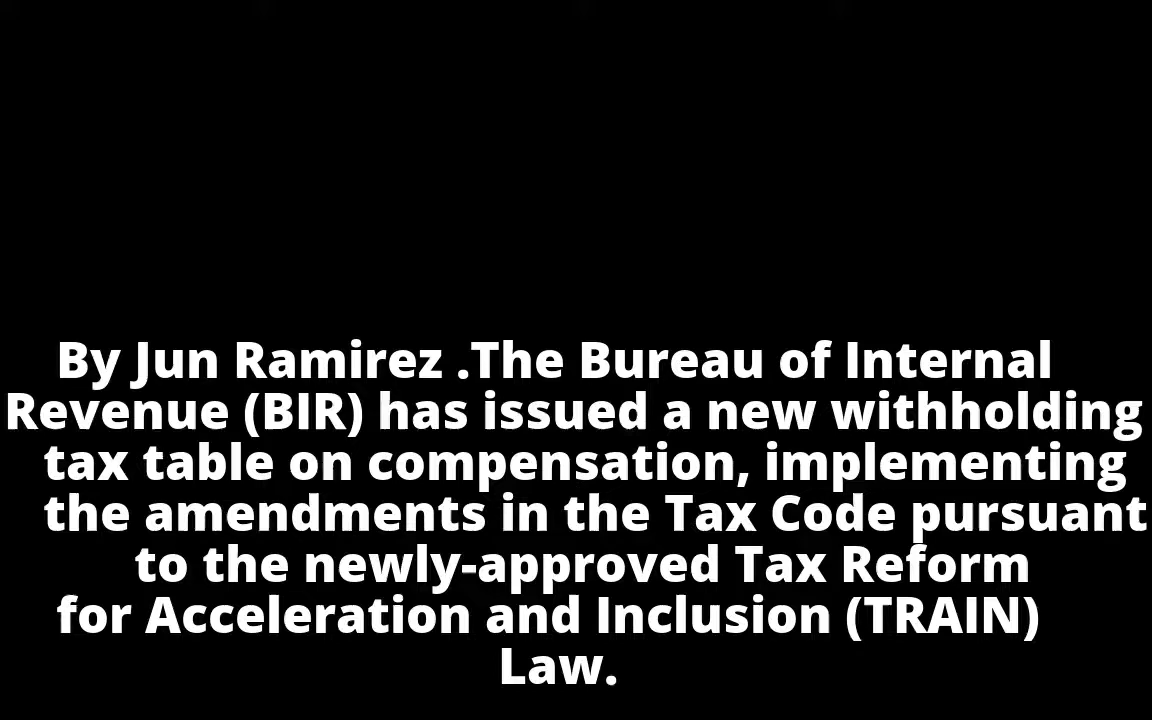 By Jun Ramirez .The Bureau of Internal
Revenue (BIR) has issued a new withholding
tax table on compensation, implementing
the amendments in the Tax Code pursuant
to the newly-approved Tax Reform
for Acceleration and Inclusion (TRAIN)
Law.